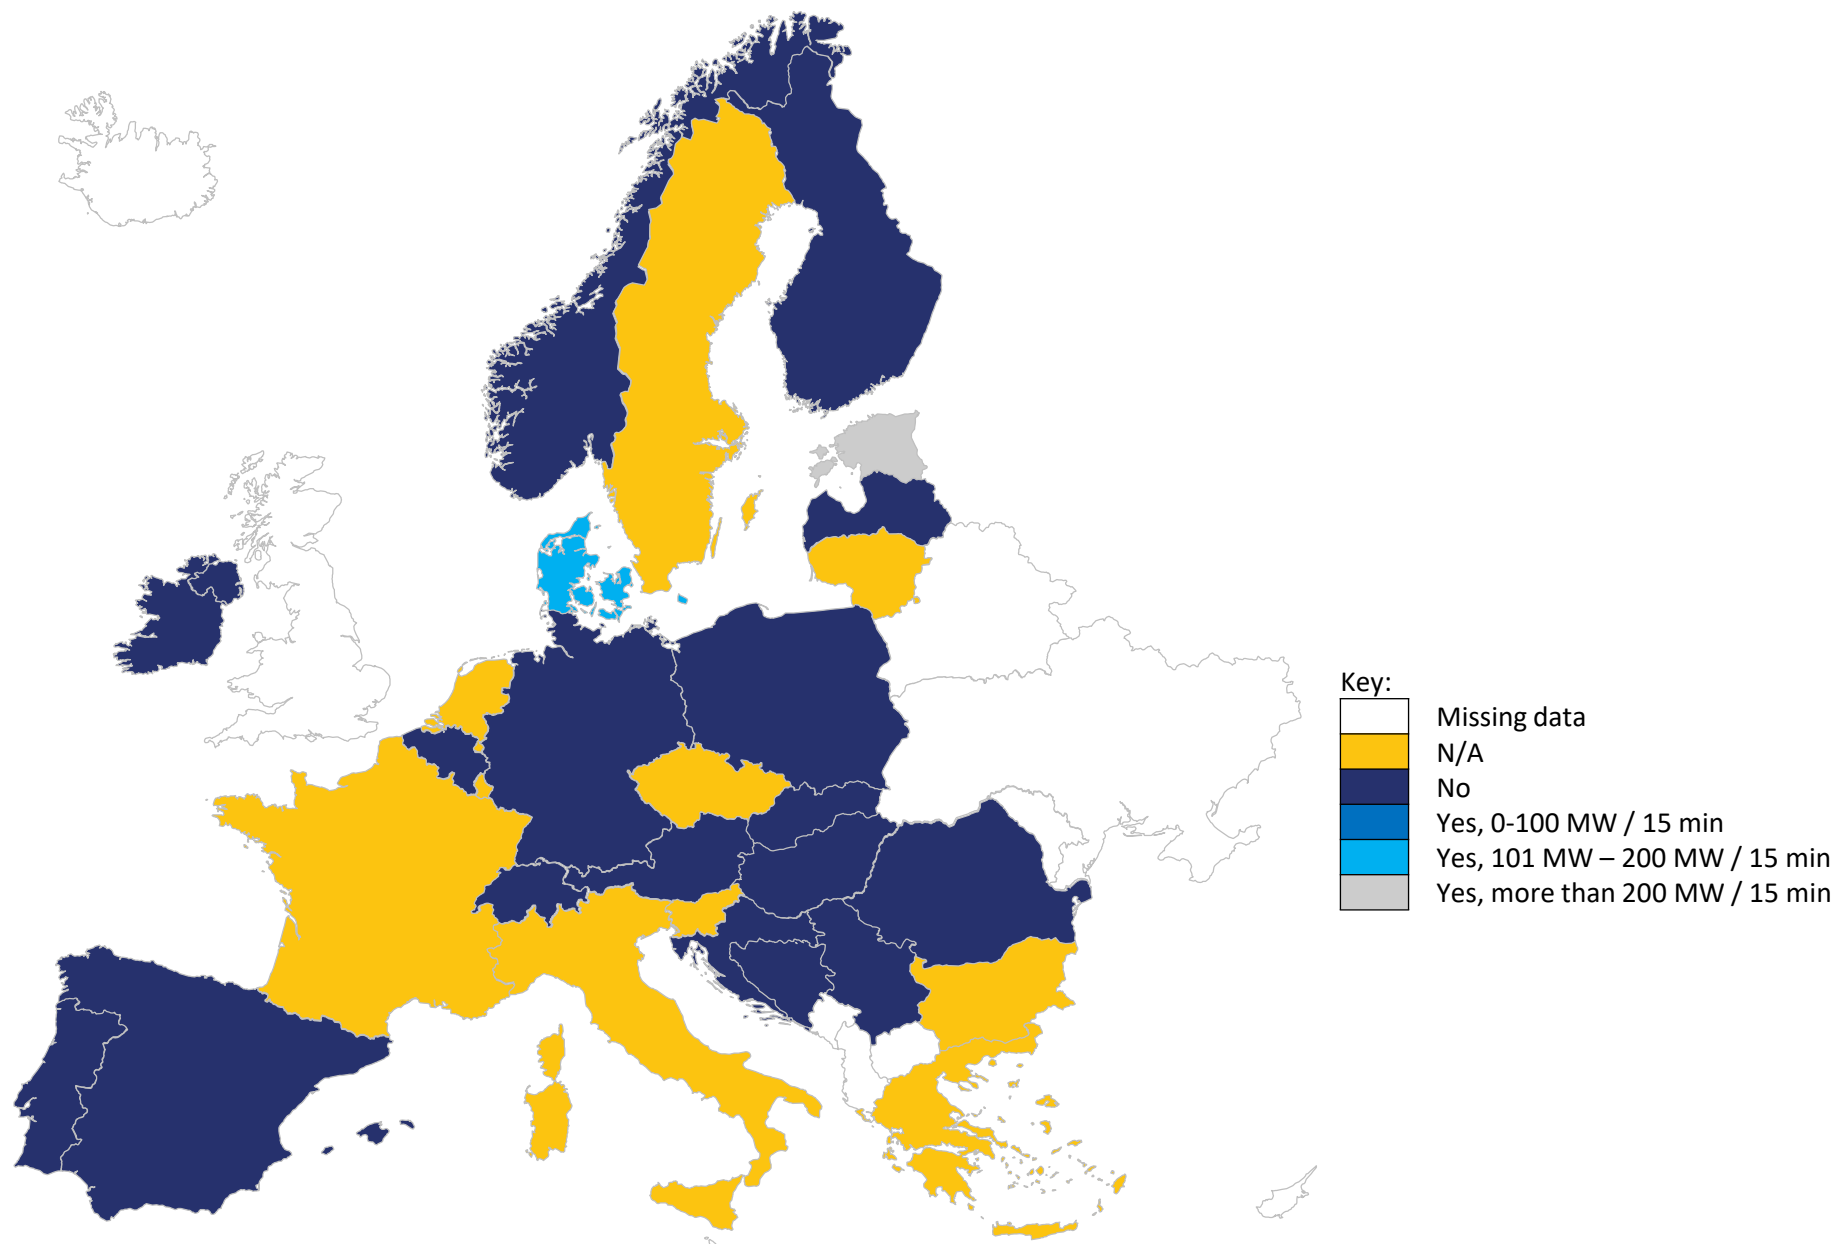 Key:
Missing data
N/A
No
Yes, 0-100 MW / 15 min
Yes, 101 MW – 200 MW / 15 min
Yes, more than 200 MW / 15 min